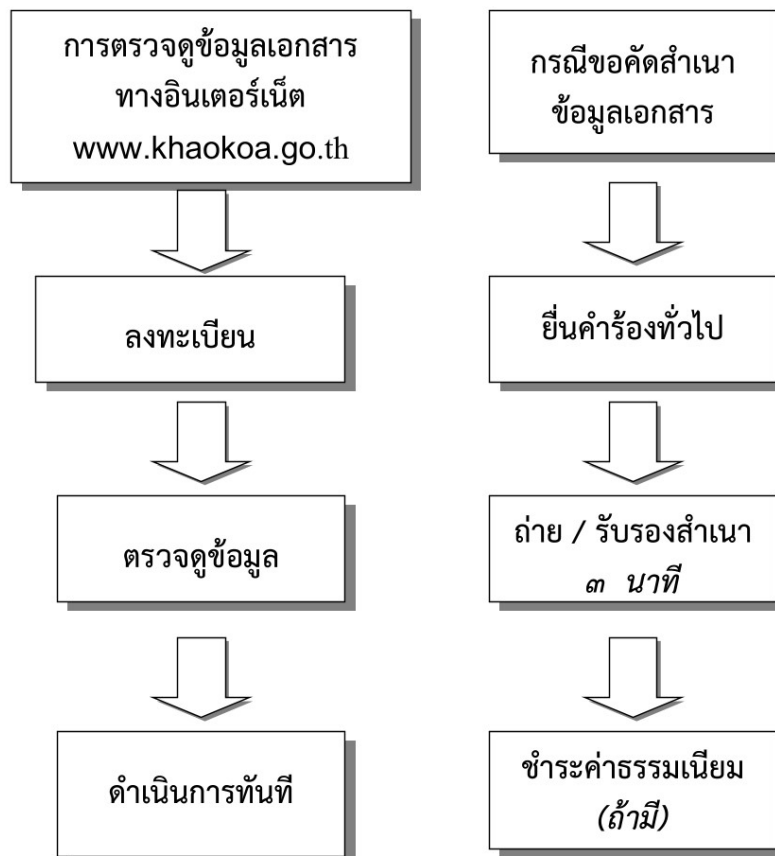 การตรวจดูข้อมูลเอกสาร
ทางอินเตอร์เน็ต
www.khaokoa.go.th
ลงทะเบียน
ตรวจดูข้อมูล
ดำเนินการทันที
กรณีขอคัดสำเนา
ข้อมูลเอกสาร
ยื่นคำร้องทั่วไป
ถ่าย / รับรองสำเนา
๓ นาที
ชำระค่าธรรมเนียม
(ถ้ามี)